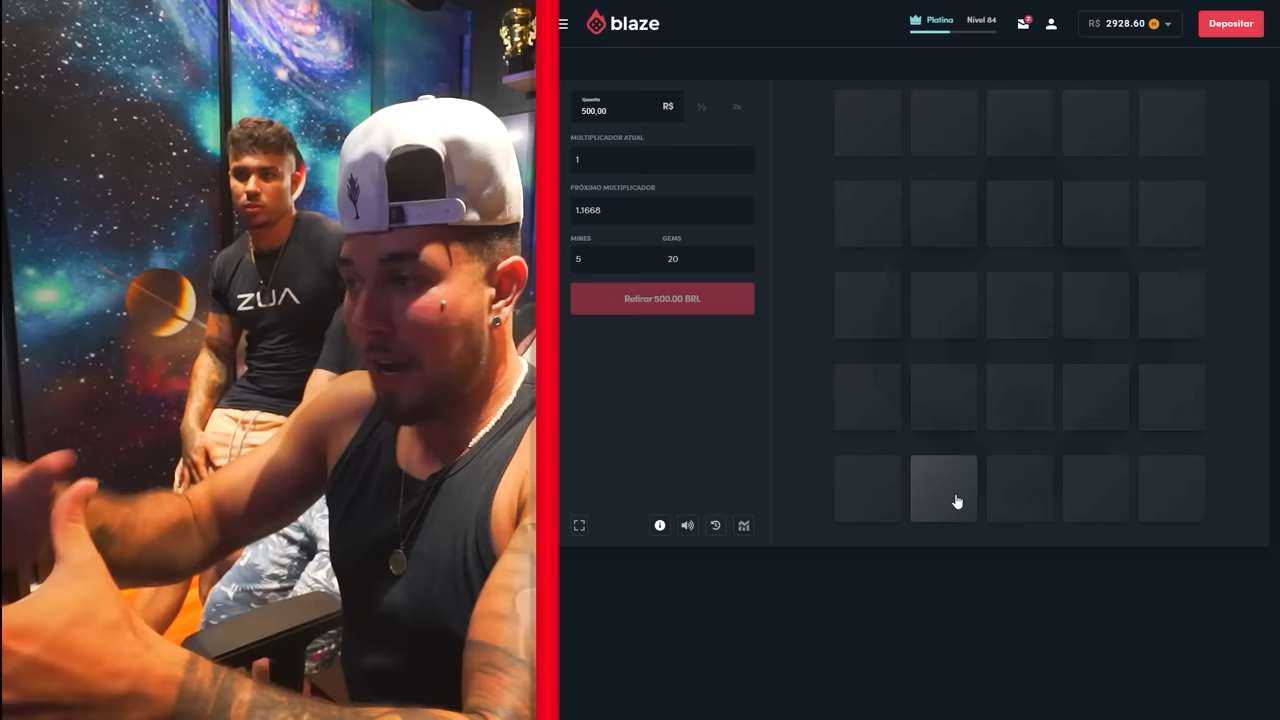 ZUA
blaze
Platina
Nível 84
2
R$ 2928.60
Depositar
Quantia
500,00
R$
½
2x
MULTIPLICADOR ATUAL
1
PRÓXIMO MULTIPLICADOR
1.1668
MINES
GEMS
5
20
Retirar 500.00 BRL